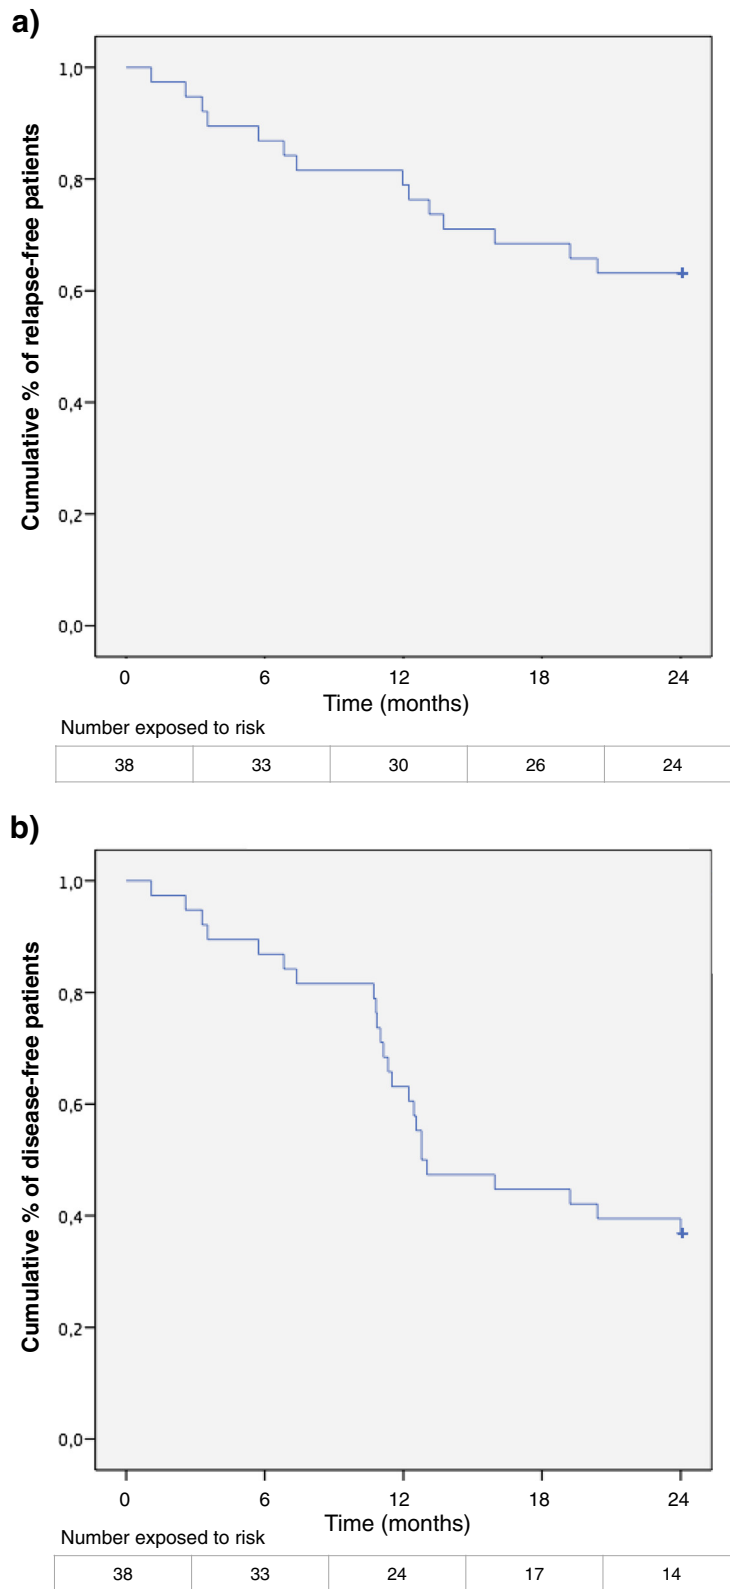 a)
Cumulative % of relapse-free patients
1,0
0,8
0,6
0,4
0,2
0,0
0 6 12 18 24
Time (months)
Number exposed to risk
38 33 30 26 24
b)
Cumulative % of disease-free patients
1,0
0,8
0,6
0,4
0,2
0,0
0 6 12 18 24
Time (months)
Number exposed to risk
38 33 24 17 14